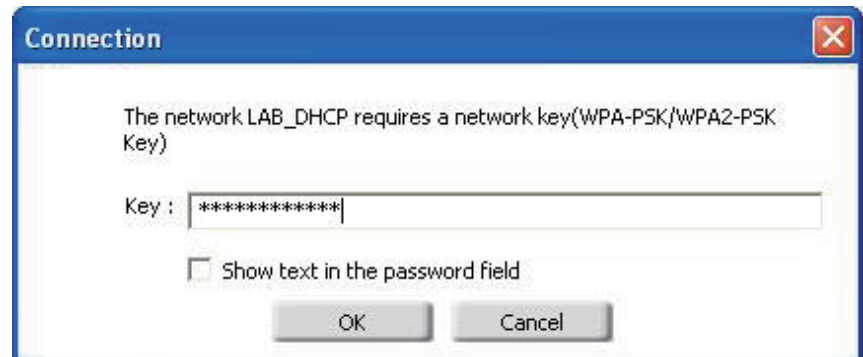 Connection
The network LAB_DHCP requires a network key(WPA-PSK/WPA2-PSK
Key)
Key : ************
Show text in the password field
OK Cancel